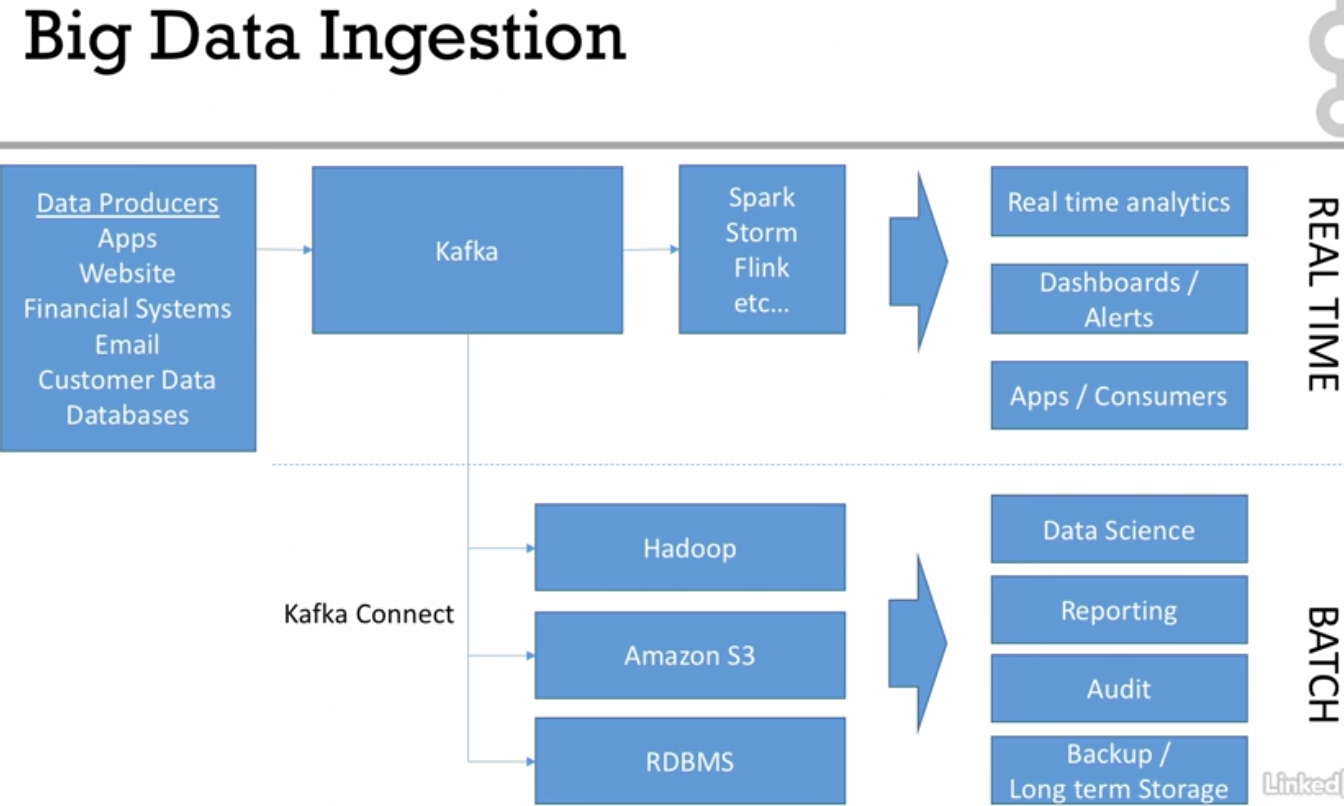 Big Data Ingestion
Data Producers
Apps
Website
Financial Systems
Email
Customer Data
Databases
Kafka
Spark
Storm
Flink
etc...
Real time analytics
Dashboards /
Alerts
Apps / Consumers
REAL TIME
Kafka Connect
Hadoop
Amazon S3
RDBMS
Data Science
Reporting
Audit
Backup /
Long term Storage
BATCH
Linked